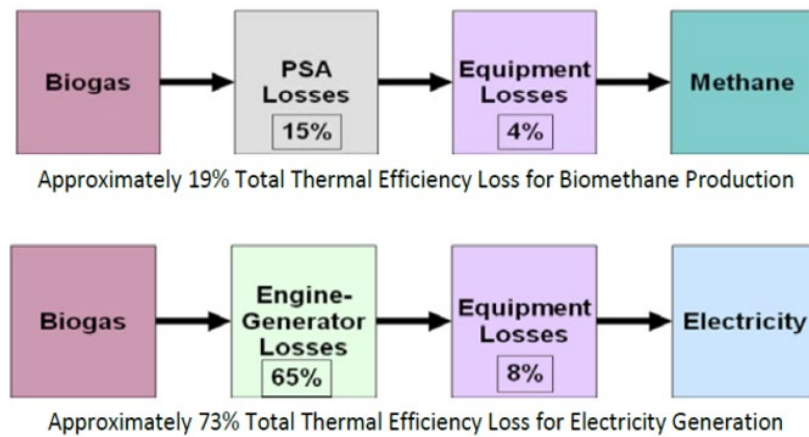 Biogas
PSA
Losses
15%
Equipment
Losses
4%
Methane
Approximately 19% Total Thermal Efficiency Loss for Biomethane Production
Biogas
Engine-
Generator
Losses
65%
Equipment
Losses
8%
Electricity
Approximately 73% Total Thermal Efficiency Loss for Electricity Generation